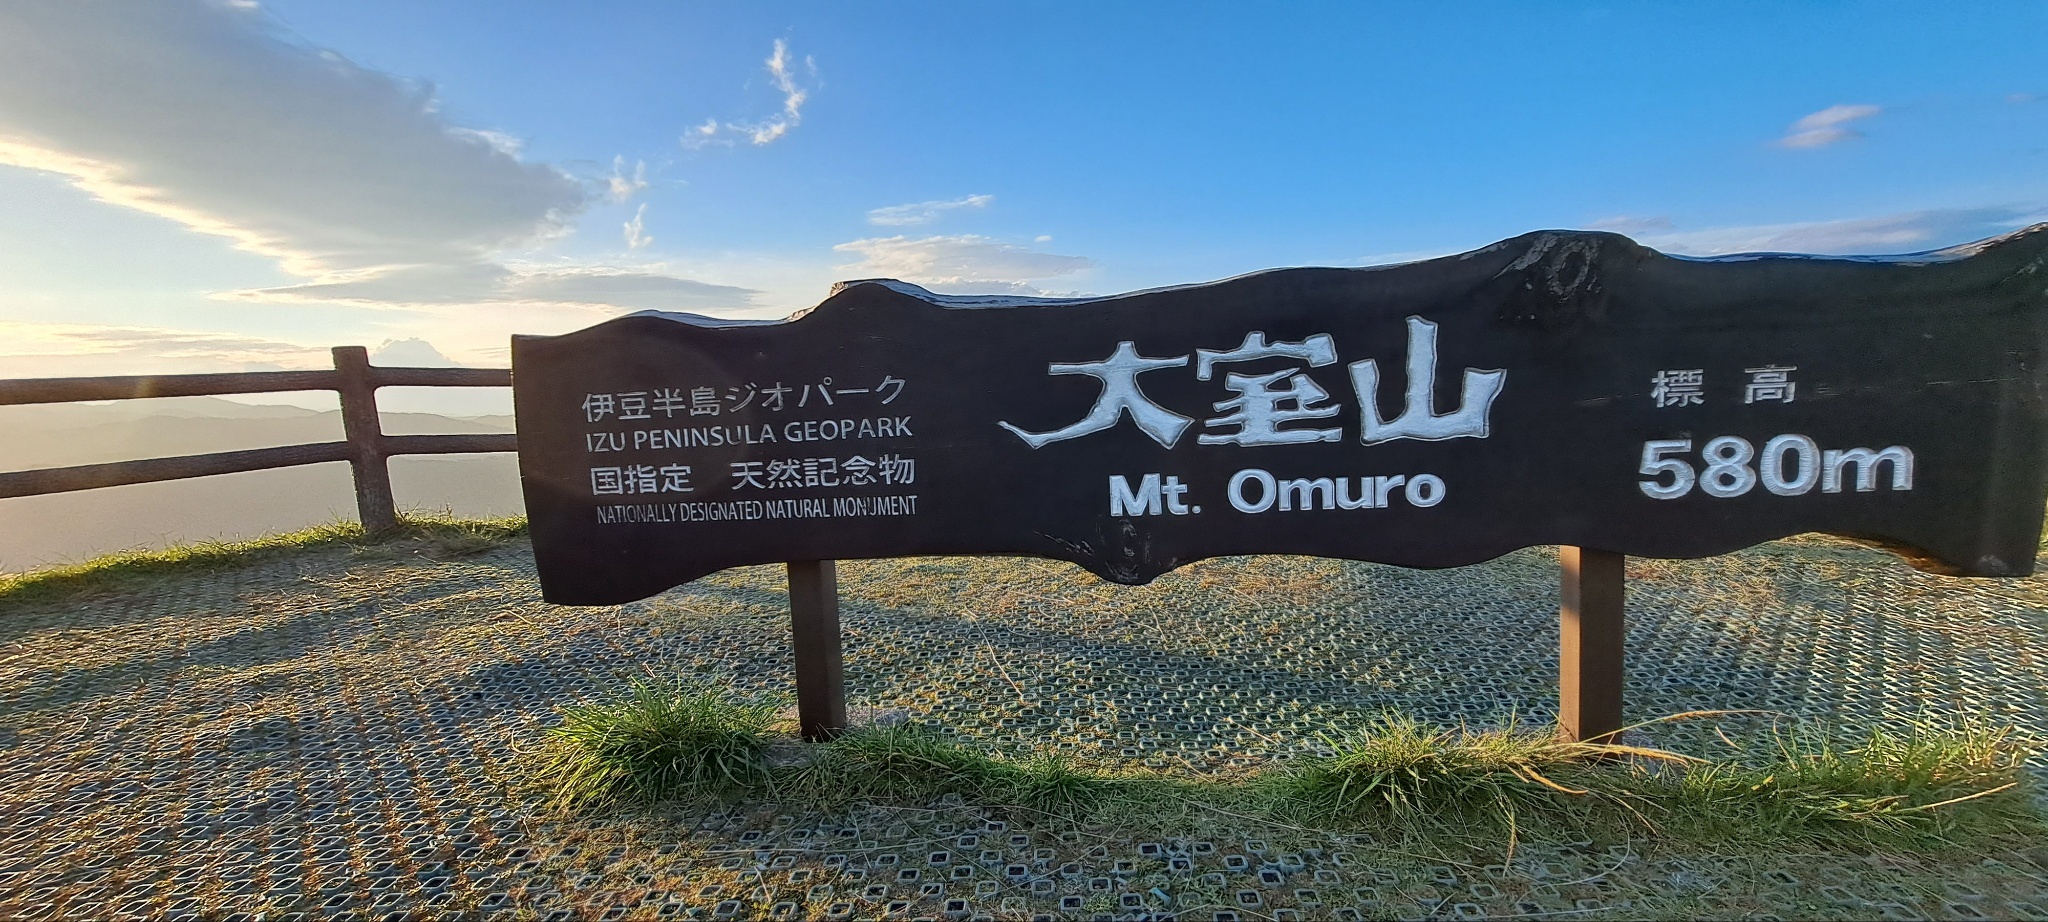 伊豆半島ジオパーク
IZU PENINSULA GEOPARK
国指定　天然記念物
NATIONALLY DESIGNATED NATURAL MONUMENT
大室山
Mt. Omuro
標 高
580m